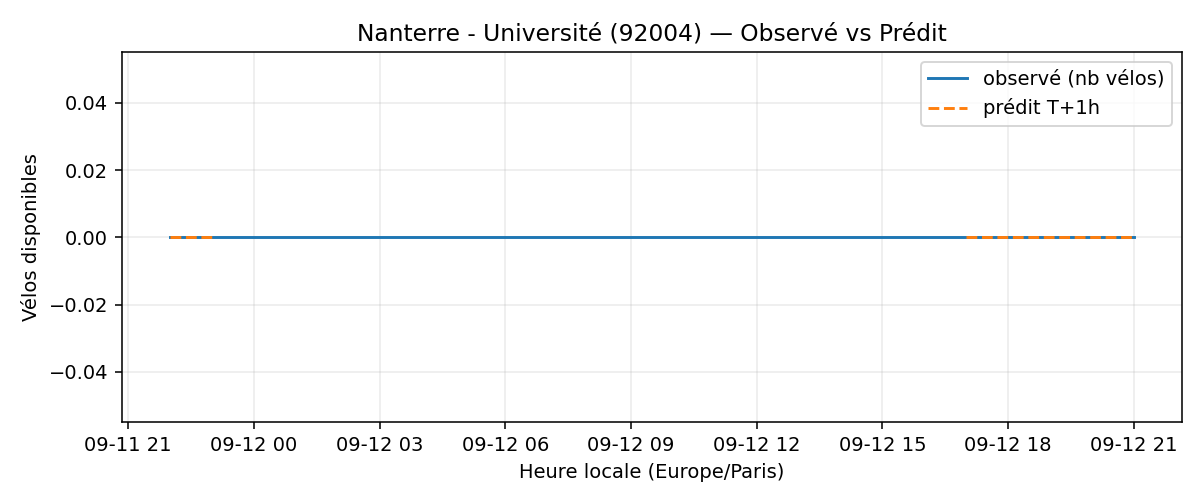 Nanterre - Université (92004) — Observé vs Prédit
observé (nb vélos)
prédit T+1h
Vélos disponibles
0.04
0.02
0.00
−0.02
−0.04
09-11 21 09-12 00 09-12 03 09-12 06 09-12 09 09-12 12 09-12 15 09-12 18 09-12 21
Heure locale (Europe/Paris)